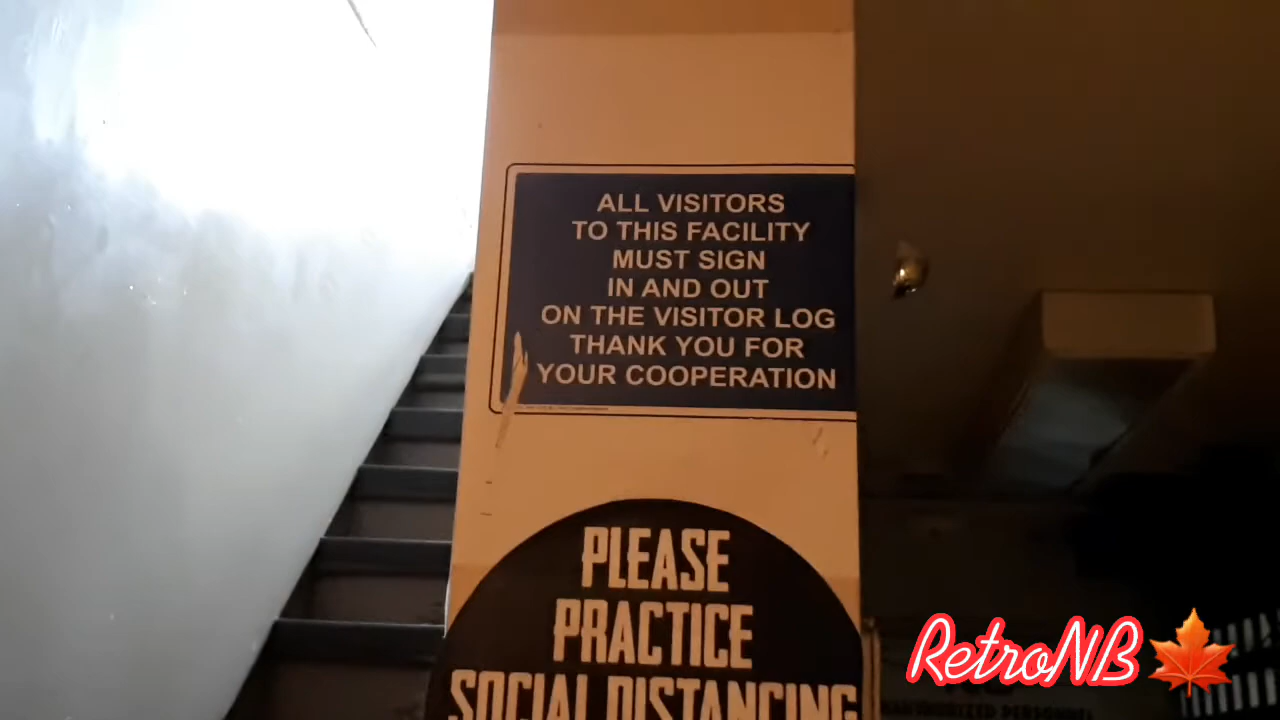 ALL VISITORS
TO THIS FACILITY
MUST SIGN
IN AND OUT
ON THE VISITOR LOG
THANK YOU FOR
YOUR COOPERATION
PLEASE
PRACTICE
SOCIAL DISTANCING
RetroNB